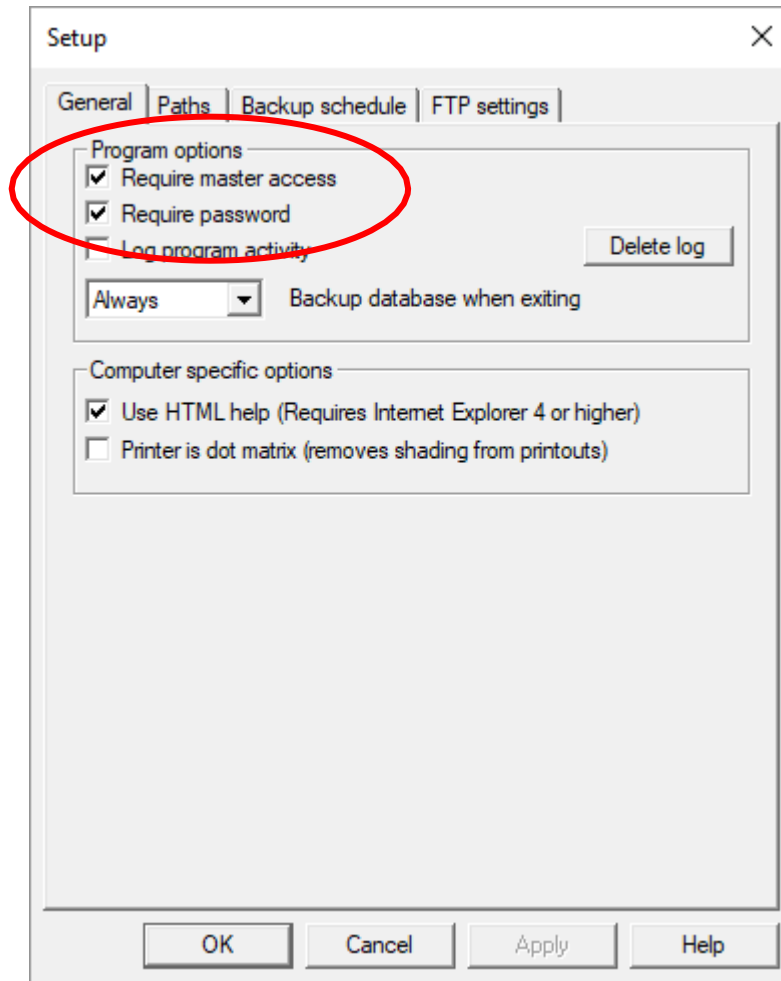 Setup
General Paths Backup schedule FTP settings
Program options
Require master access
Require password
Log program activity Delete log
Always Backup database when exiting
Computer specific options
Use HTML help (Requires Internet Explorer 4 or higher)
Printer is dot matrix (removes shading from printouts)
OK Cancel Apply Help